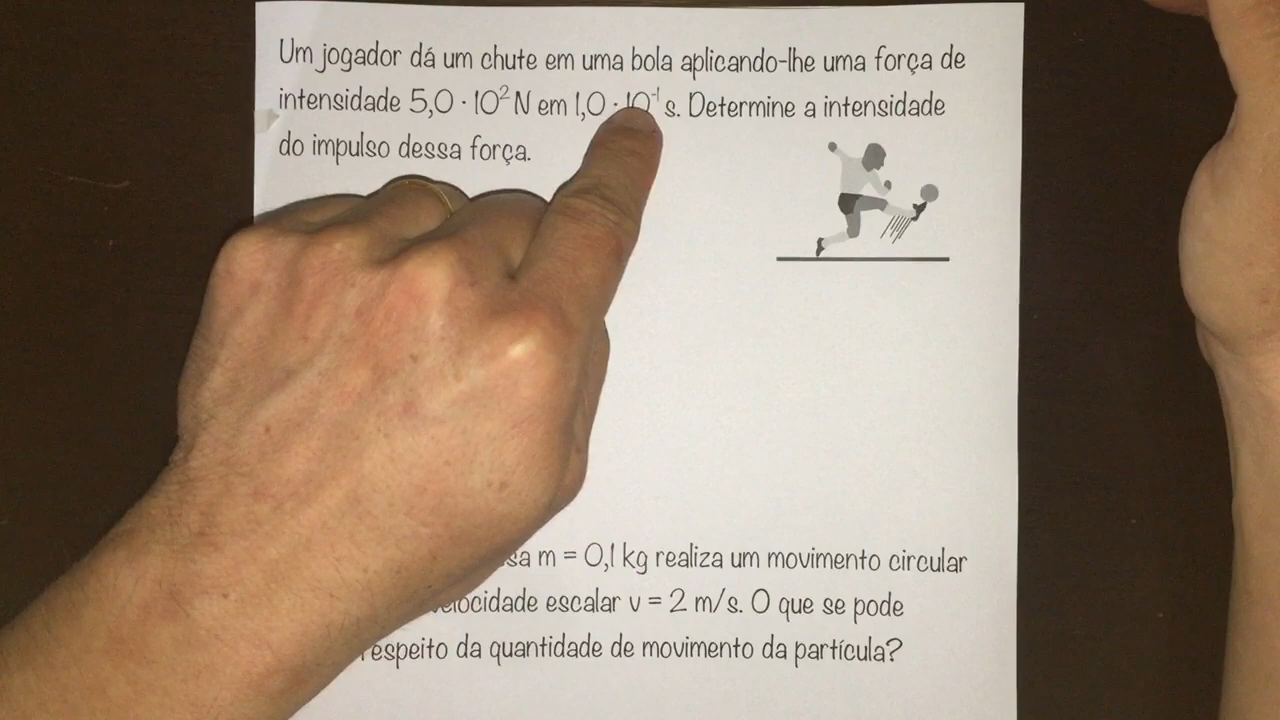 Um jogador dá um chute em uma bola aplicando-lhe uma força de
intensidade 5,0 · 10² N em 1,0 · 10⁻¹ s. Determine a intensidade
do impulso dessa força.
m = 0,1 kg realiza um movimento circular
escalar v = 2 m/s. O que se pode
respeito da quantidade de movimento da partícula?